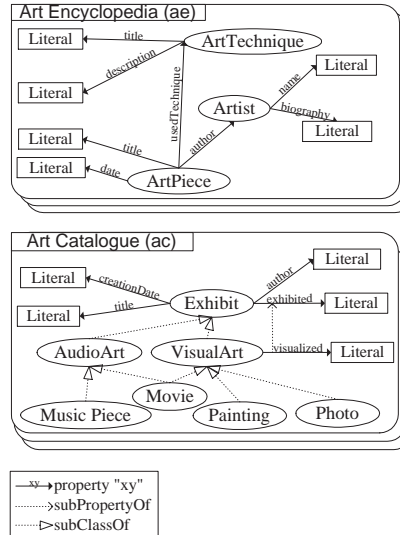 Art Encyclopedia (ae)
Literal
title
ArtTechnique
description
Literal
Literal
usedTechnique
Artist
name
biography
Literal
Literal
title
author
Literal
date
ArtPiece
Art Catalogue (ac)
Literal
creationDate
author
Literal
Exhibit
exhibited
Literal
title
Literal
AudioArt
VisualArt
visualized
Literal
Movie
Music Piece
Painting
Photo
xy
property "xy"
subPropertyOf
subClassOf